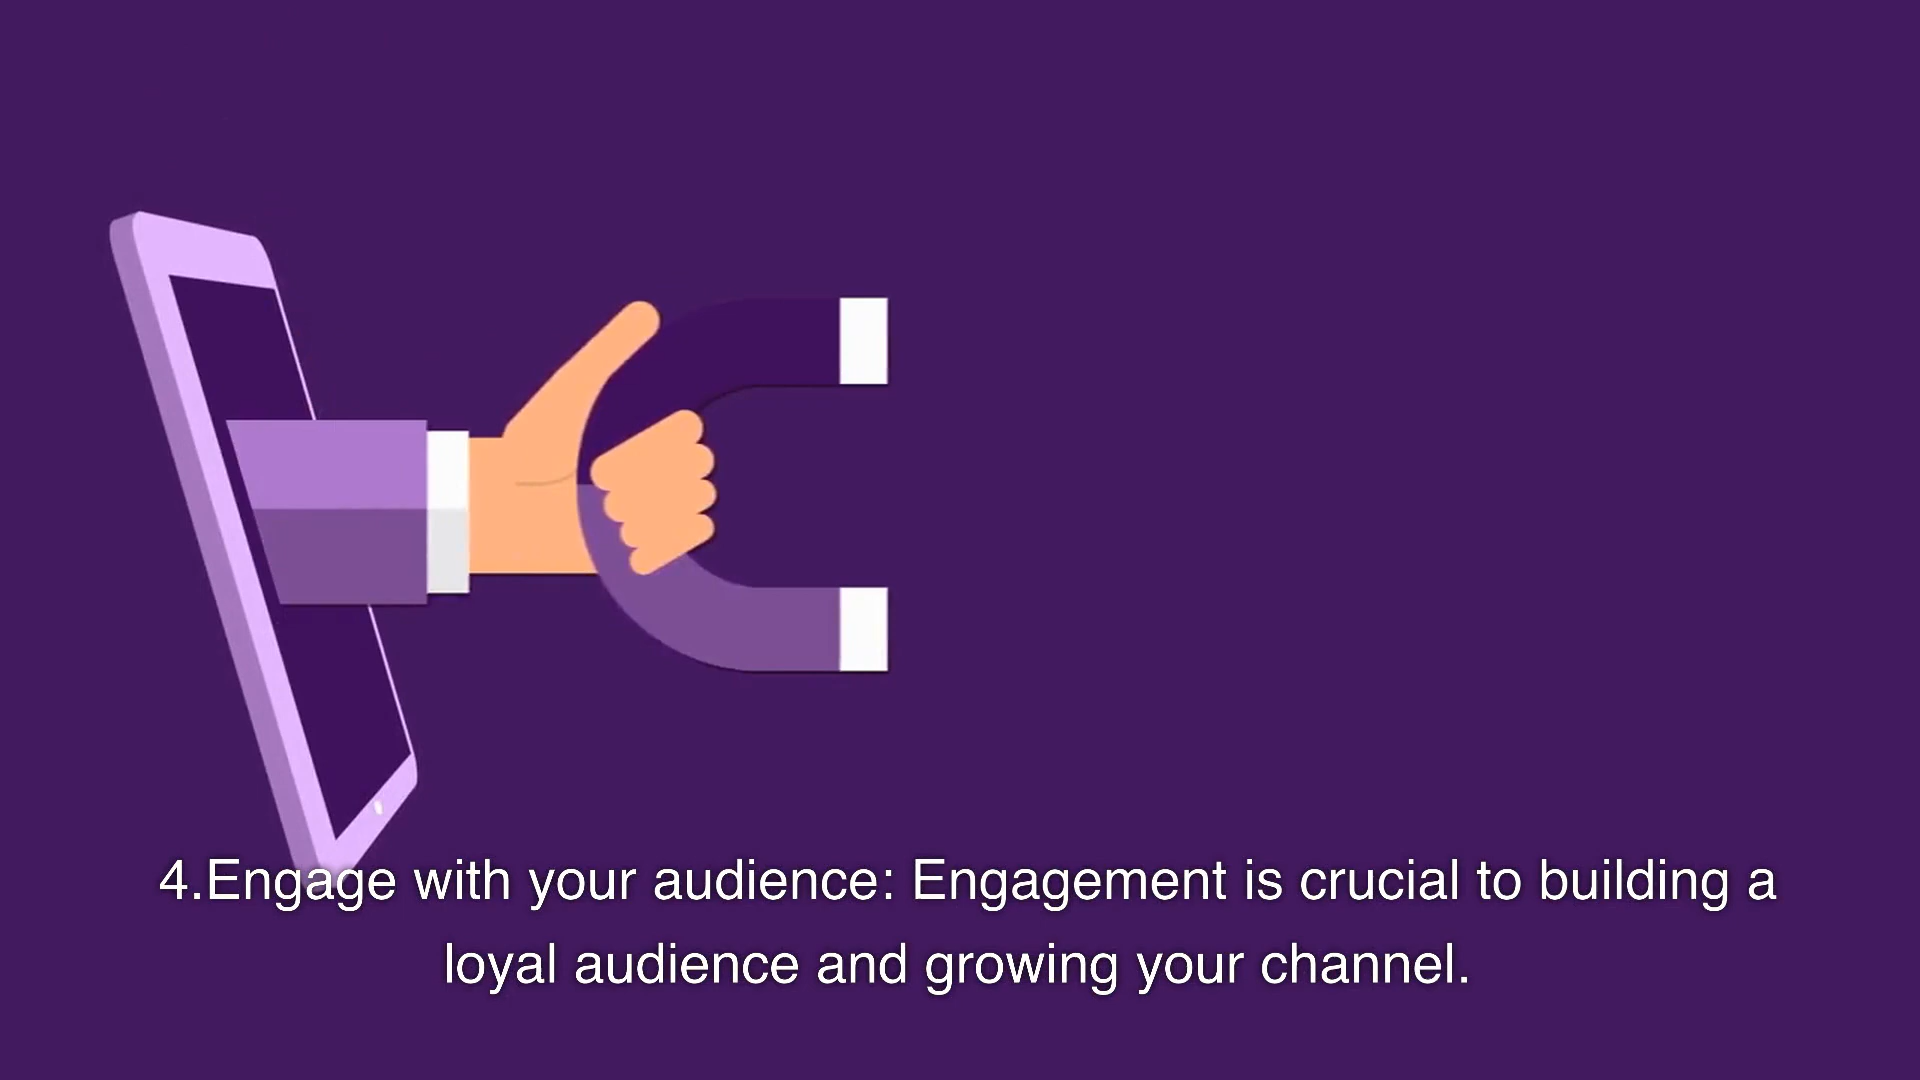 4.Engage with your audience: Engagement is crucial to building a
loyal audience and growing your channel.